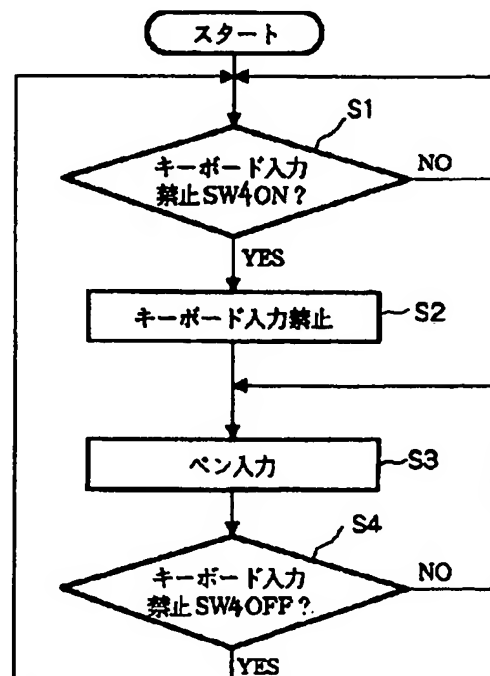 スタート
S1
キーボード入力
禁止SW4ON?
NO
YES
キーボード入力禁止
S2
ペン入力
S3
S4
キーボード入力
禁止SW4OFF?
NO
YES